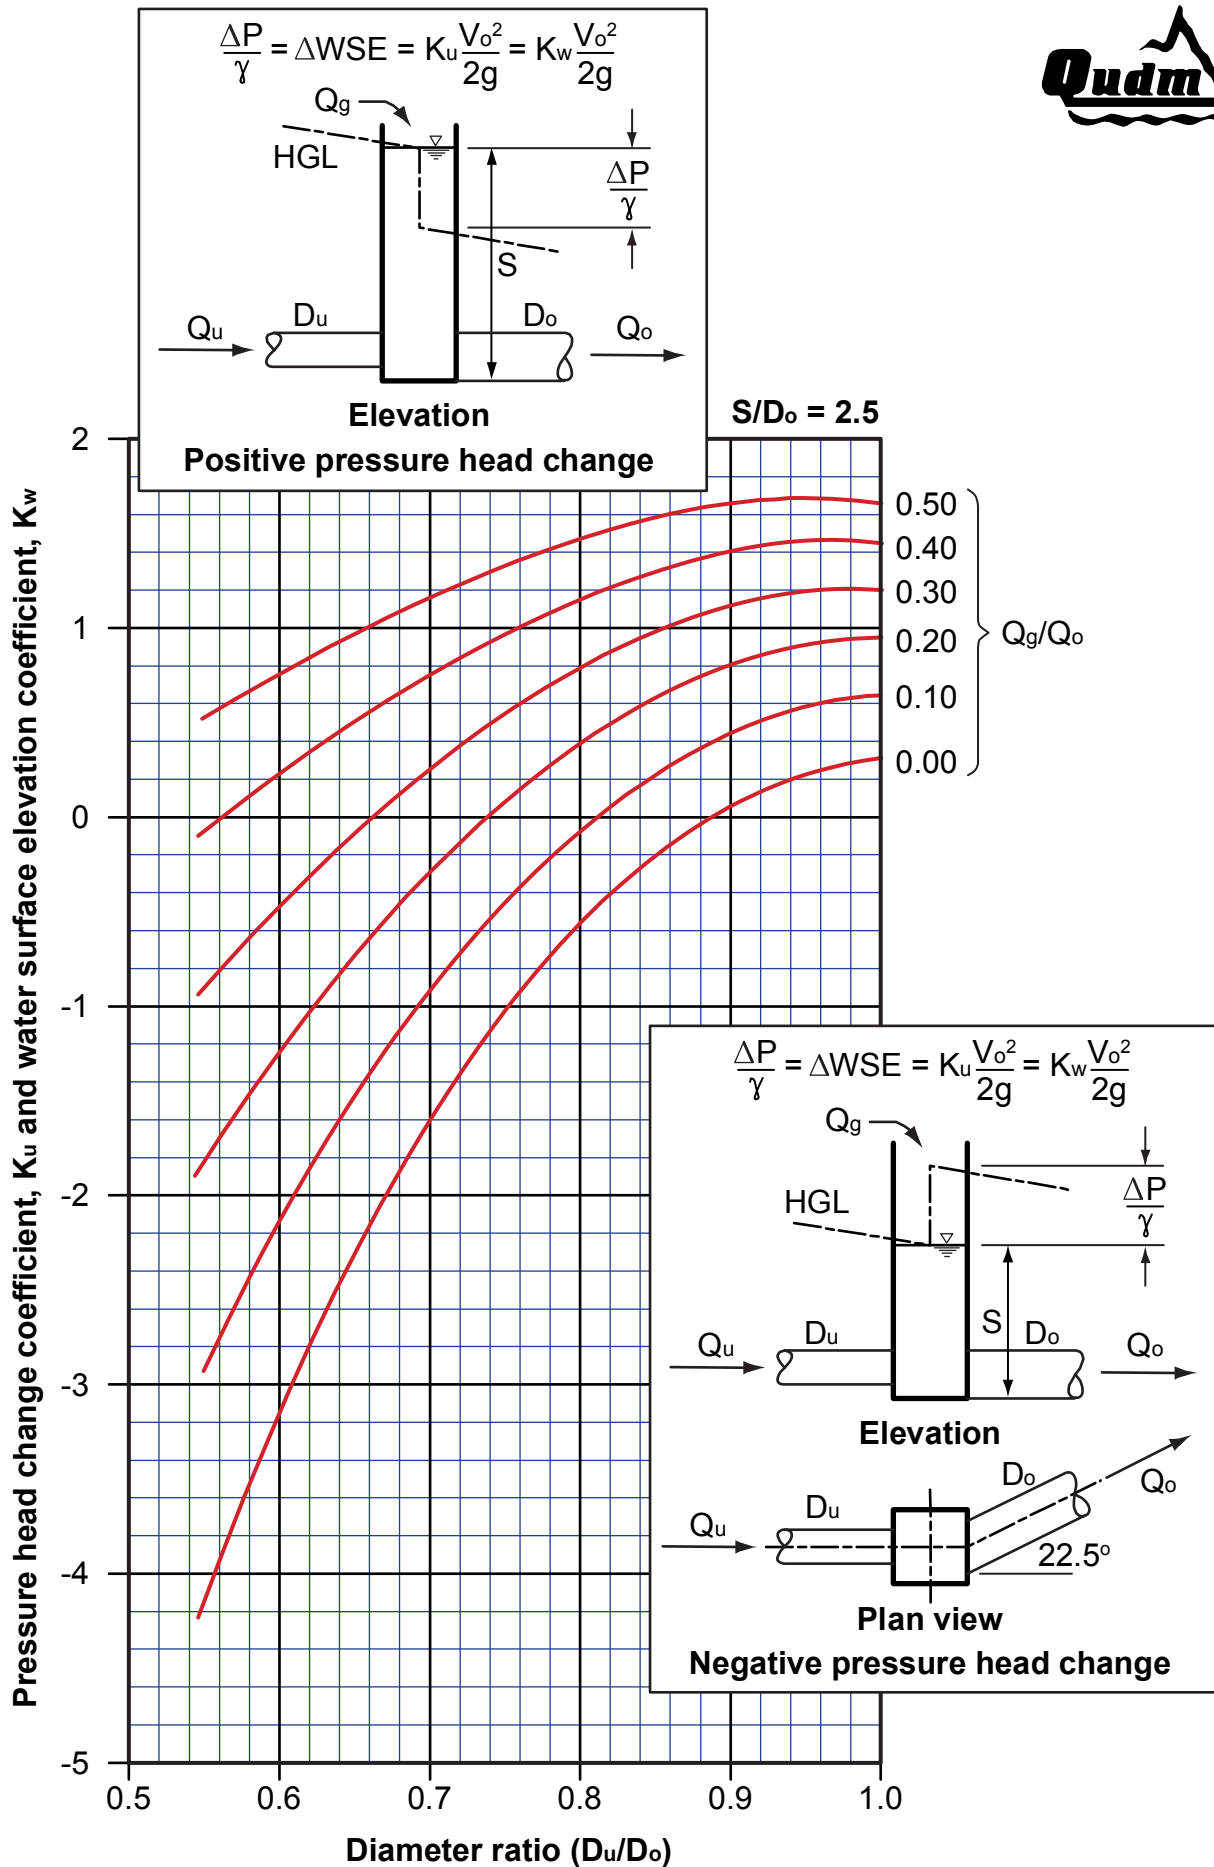 ΔP/γ = ΔWSE = Ku Vo²/2g = Kw Vo²/2g
Qudm
Qg
HGL
ΔP/γ
S
Du
Do
Qu
Qo
Elevation
Positive pressure head change
S/Do = 2.5
Pressure head change coefficient, Ku and water surface elevation coefficient, Kw
2
1
0
-1
-2
-3
-4
-5
0.50
0.40
0.30
0.20
0.10
0.00
Qg/Qo
ΔP/γ = ΔWSE = Ku Vo²/2g = Kw Vo²/2g
Qg
HGL
ΔP/γ
S
Du
Do
Qu
Qo
Elevation
Do
Qo
Du
Qu
22.5o
Plan view
Negative pressure head change
0.5 0.6 0.7 0.8 0.9 1.0
Diameter ratio (Du/Do)